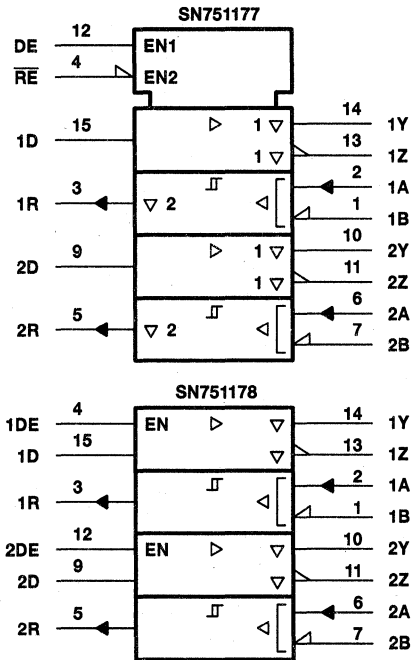 SN751177
DE 12 EN1
RE 4 EN2
1D 15 ▷ 1 ▽ 14 1Y
1 ▽ 13 1Z
1R 3 ▽ 2 2 1A
1 1B
2D 9 ▷ 1 ▽ 10 2Y
1 ▽ 11 2Z
2R 5 ▽ 2 6 2A
7 2B
SN751178
1DE 4 EN ▷ ▽ 14 1Y
1D 15 ▽ 13 1Z
1R 3 2 1A
1 1B
2DE 12 EN ▷ ▽ 10 2Y
2D 9 ▽ 11 2Z
2R 5 6 2A
7 2B